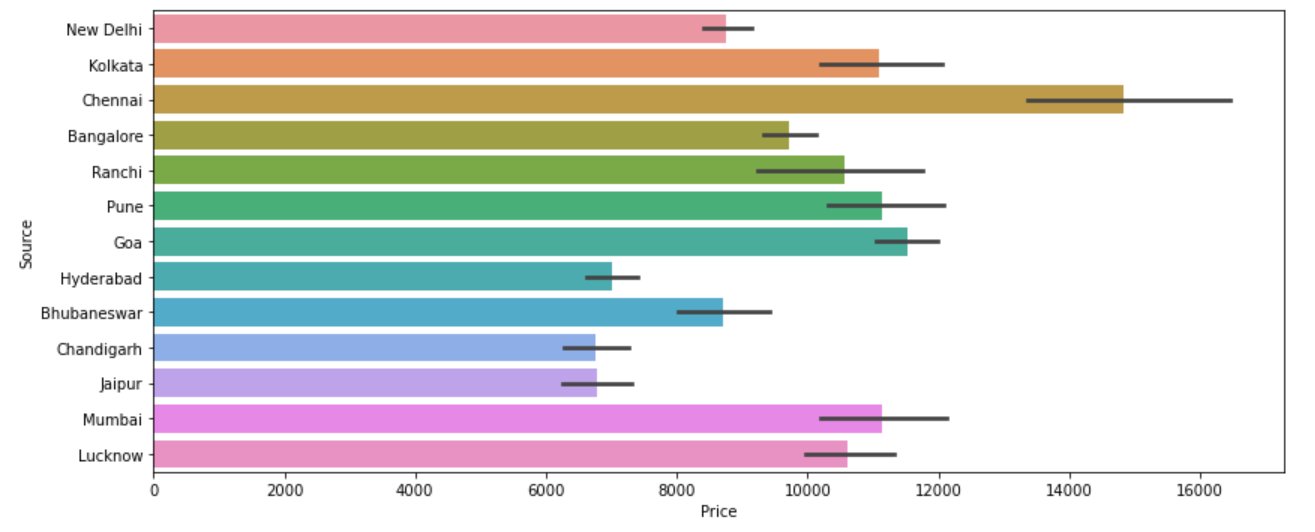 New Delhi
Kolkata
Chennai
Bangalore
Ranchi
Pune
Source
Goa
Hyderabad
Bhubaneswar
Chandigarh
Jaipur
Mumbai
Lucknow
0 2000 4000 6000 8000 10000 12000 14000 16000
Price